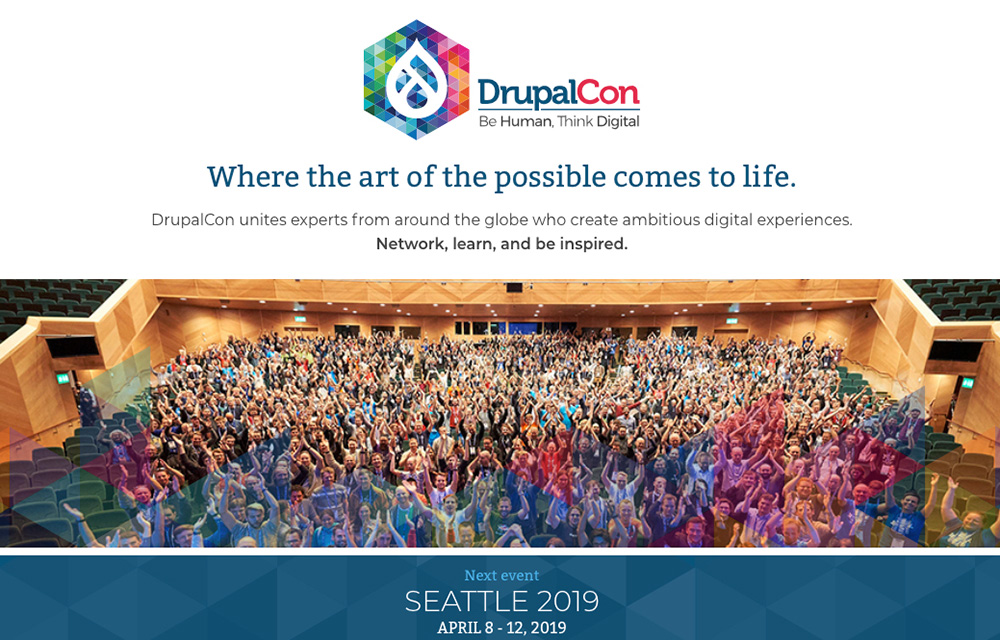 DrupalCon
Be Human, Think Digital
Where the art of the possible comes to life.
DrupalCon unites experts from around the globe who create ambitious digital experiences.
Network, learn, and be inspired.
Next event
SEATTLE 2019
APRIL 8 - 12, 2019